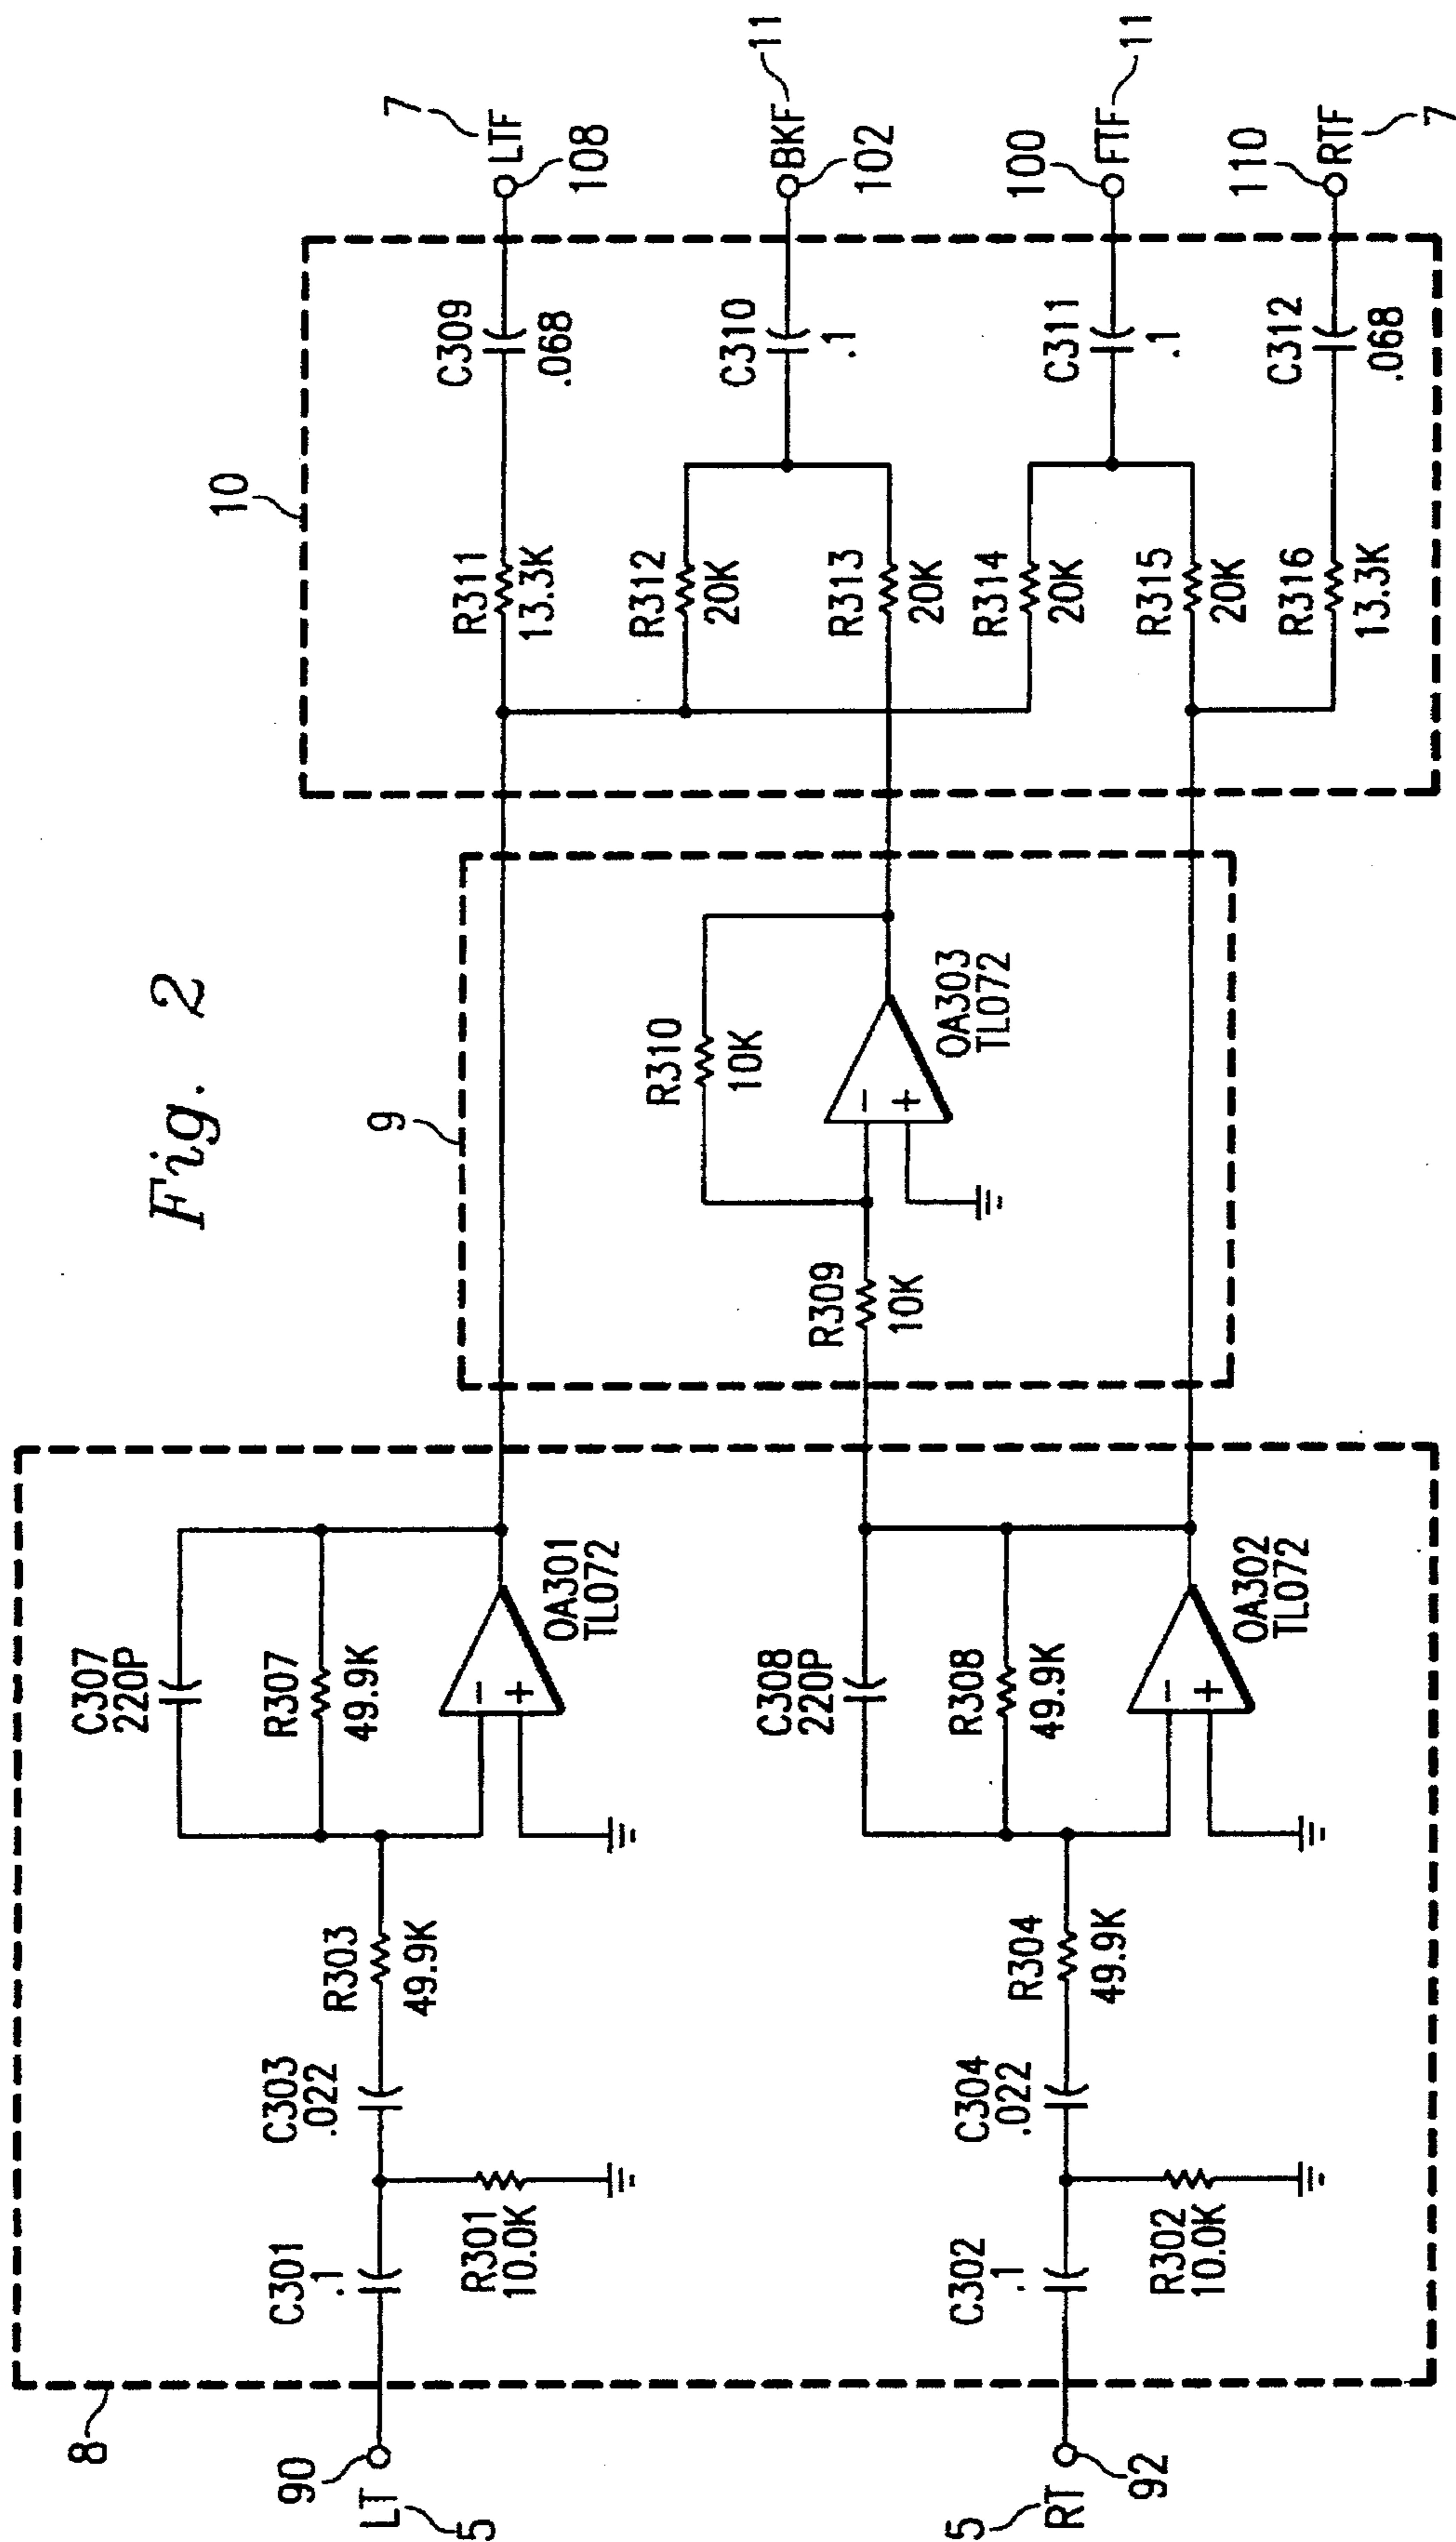 Fig. 2
8
90
LT
5
C301
.1
R301
10.0K
C303
.022
R303
49.9K
C307
220P
R307
49.9K
-
+
OA301
TL072
5
RT
92
C302
.1
R302
10.0K
C304
.022
R304
49.9K
C308
220P
R308
49.9K
-
+
OA302
TL072
9
R309
10K
R310
10K
-
+
OA303
TL072
10
R311
13.3K
C309
.068
7
LTF
108
R312
20K
R313
20K
C310
.1
BKF
11
102
R314
20K
R315
20K
C311
.1
100
FTF
11
R316
13.3K
C312
.068
110
RTF
7